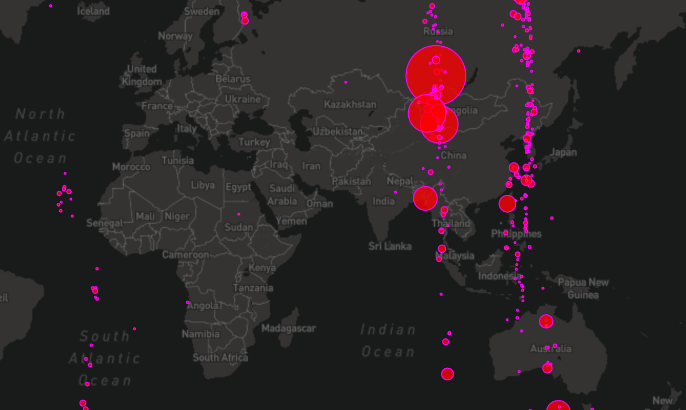 Iceland
Sweden
Russia
Norway
United
Kingdom
Belarus
Ukraine
France
Kazakhstan
North
Atlantic
Ocean
Italy
Spain
Uzbekistan
Turkey
Japan
China
Morocco
Tunisia
Iraq
Iran
Pakistan
Nepal
Libya
Egypt
Saudi
Arabia
Oman
India
Mali
Niger
Senegal
Sudan
Yemen
Thailand
Philippines
Sri Lanka
Cameroon
Malaysia
Kenya
Indonesia
Tanzania
Papua New
Guinea
Angola
Namibia
Madagascar
Indian
Ocean
South
Atlantic
Ocean
South Africa
Australia
New